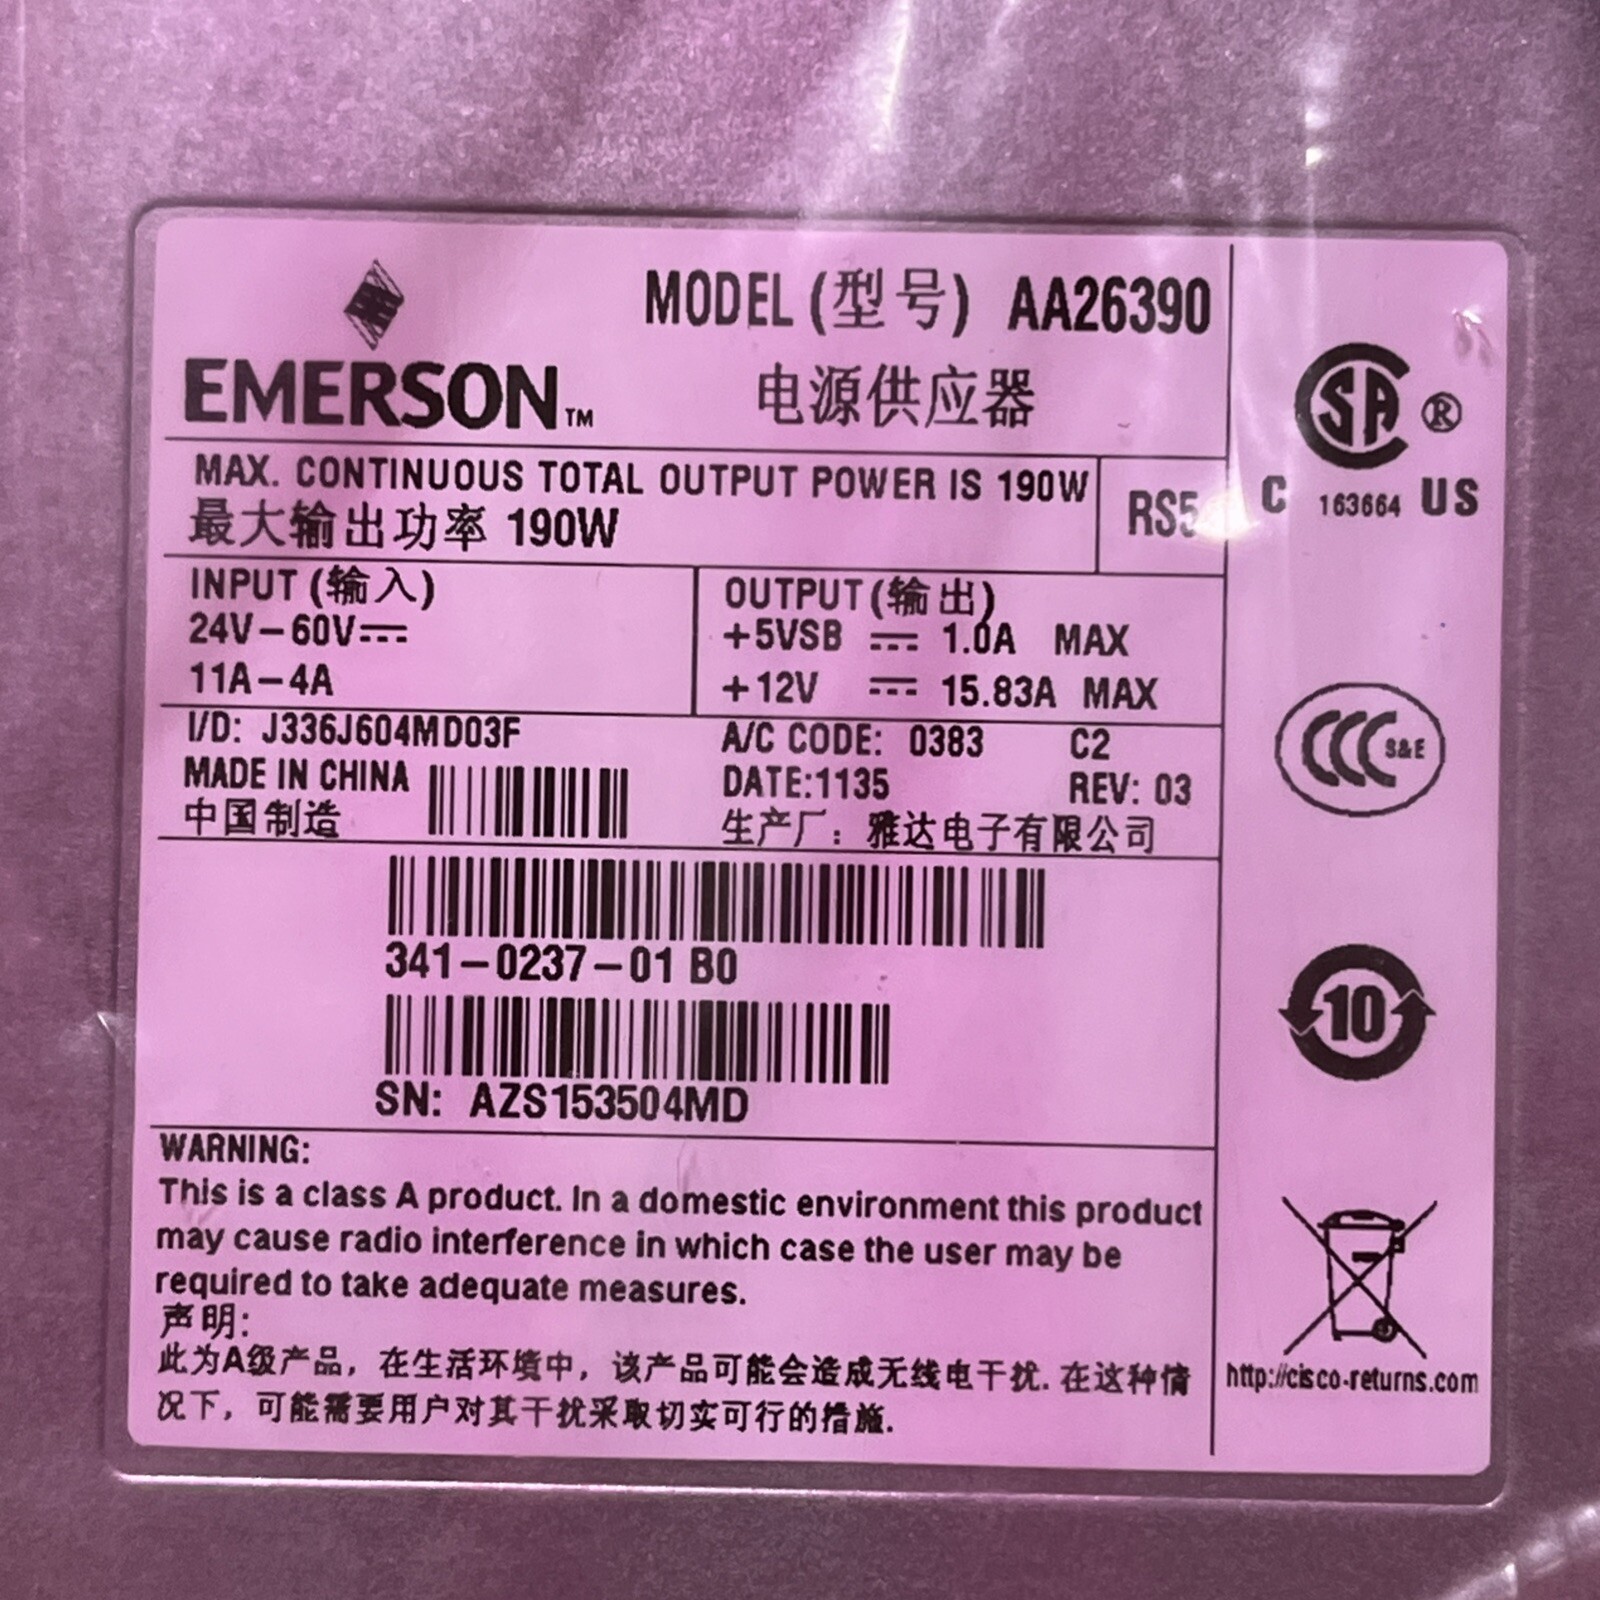 MODEL (型号) AA26390
EMERSON™
电源供应器
MAX. CONTINUOUS TOTAL OUTPUT POWER IS 190W
最大输出功率 190W
RS5
INPUT (输入)
24V-60V⎓
11A-4A
OUTPUT (输出)
+5VSB ⎓ 1.0A MAX
+12V ⎓ 15.83A MAX
I/D: J336J604MD03F
MADE IN CHINA
中国制造
A/C CODE: 0383 C2
DATE:1135 REV: 03
生产厂: 雅达电子有限公司
341-0237-01 B0
SN: AZS153504MD
WARNING:
This is a class A product. In a domestic environment this product
may cause radio interference in which case the user may be
required to take adequate measures.
声明:
此为A级产品, 在生活环境中, 该产品可能会造成无线电干扰. 在这种情
况下, 可能需要用户对其干扰采取切实可行的措施.
SA ®
C 163664 US
CCC S&E
10
http://cisco-returns.com